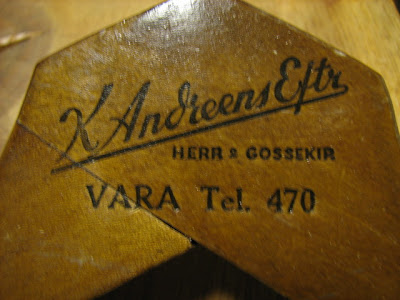 K Andreens Eftr
HERR & GOSSEKIP
VARA Tel. 470